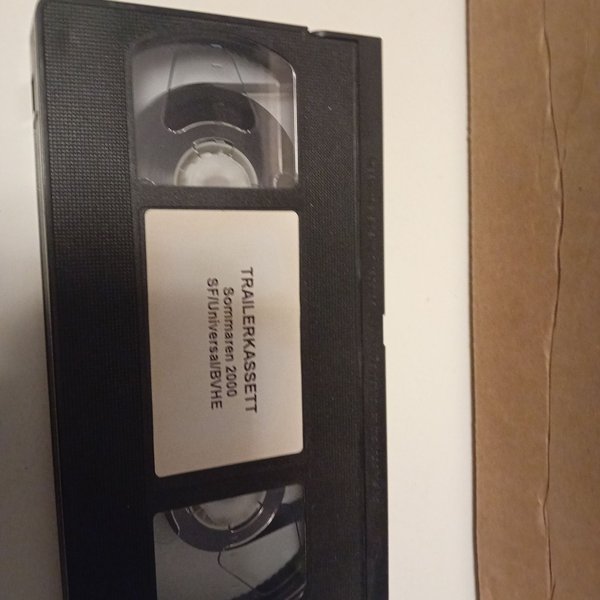 TRAILERKASSETT
Sommaren 2000
SF/Universal/BVHE